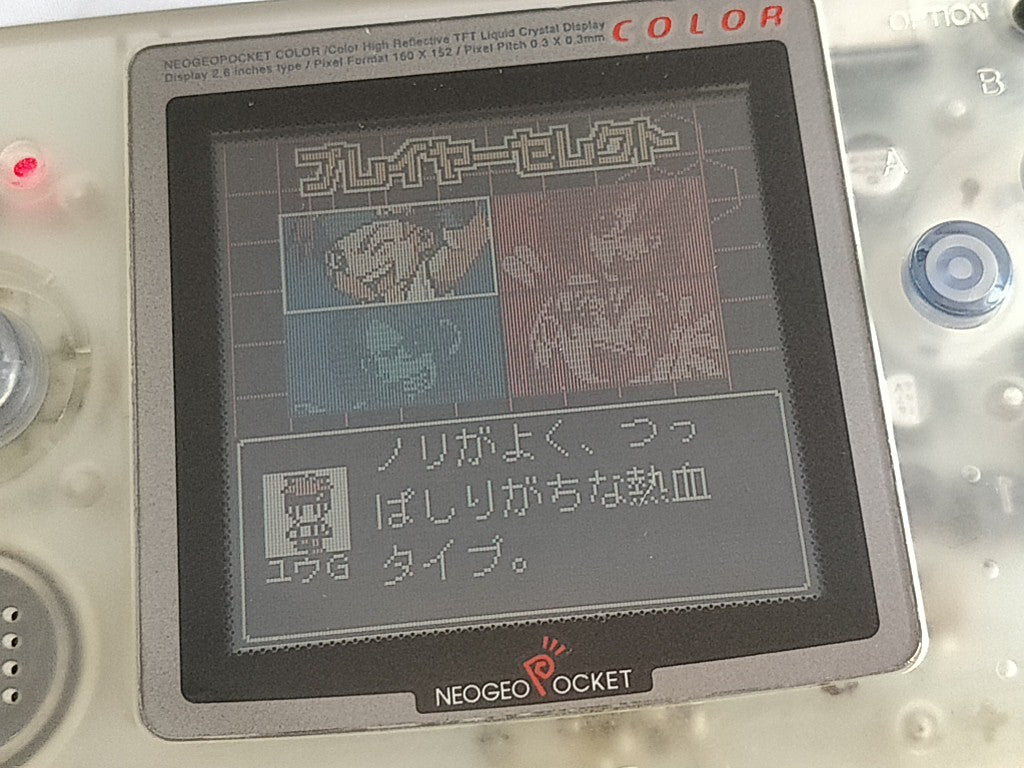 NEOGEOPOCKET COLOR /Color High Reflective TFT Liquid Crystal Display
Display 2.6 inches type / Pixel Format 160 X 152 / Pixel Pitch 0.3 X 0.3mm
COLOR
OPTION
B
A
プレイヤーセレクト
ノリがよく、つっ
ぱしりがちな熱血
タイプ。
ユウG
NEOGEO POCKET